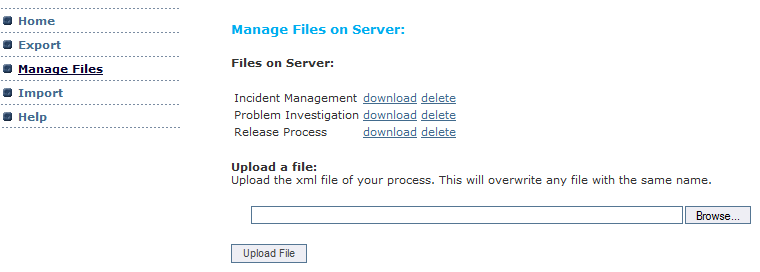 Home
Export
Manage Files
Import
Help
Manage Files on Server:
Files on Server:
Incident Management download delete
Problem Investigation download delete
Release Process download delete
Upload a file:
Upload the xml file of your process. This will overwrite any file with the same name.
Browse...
Upload File